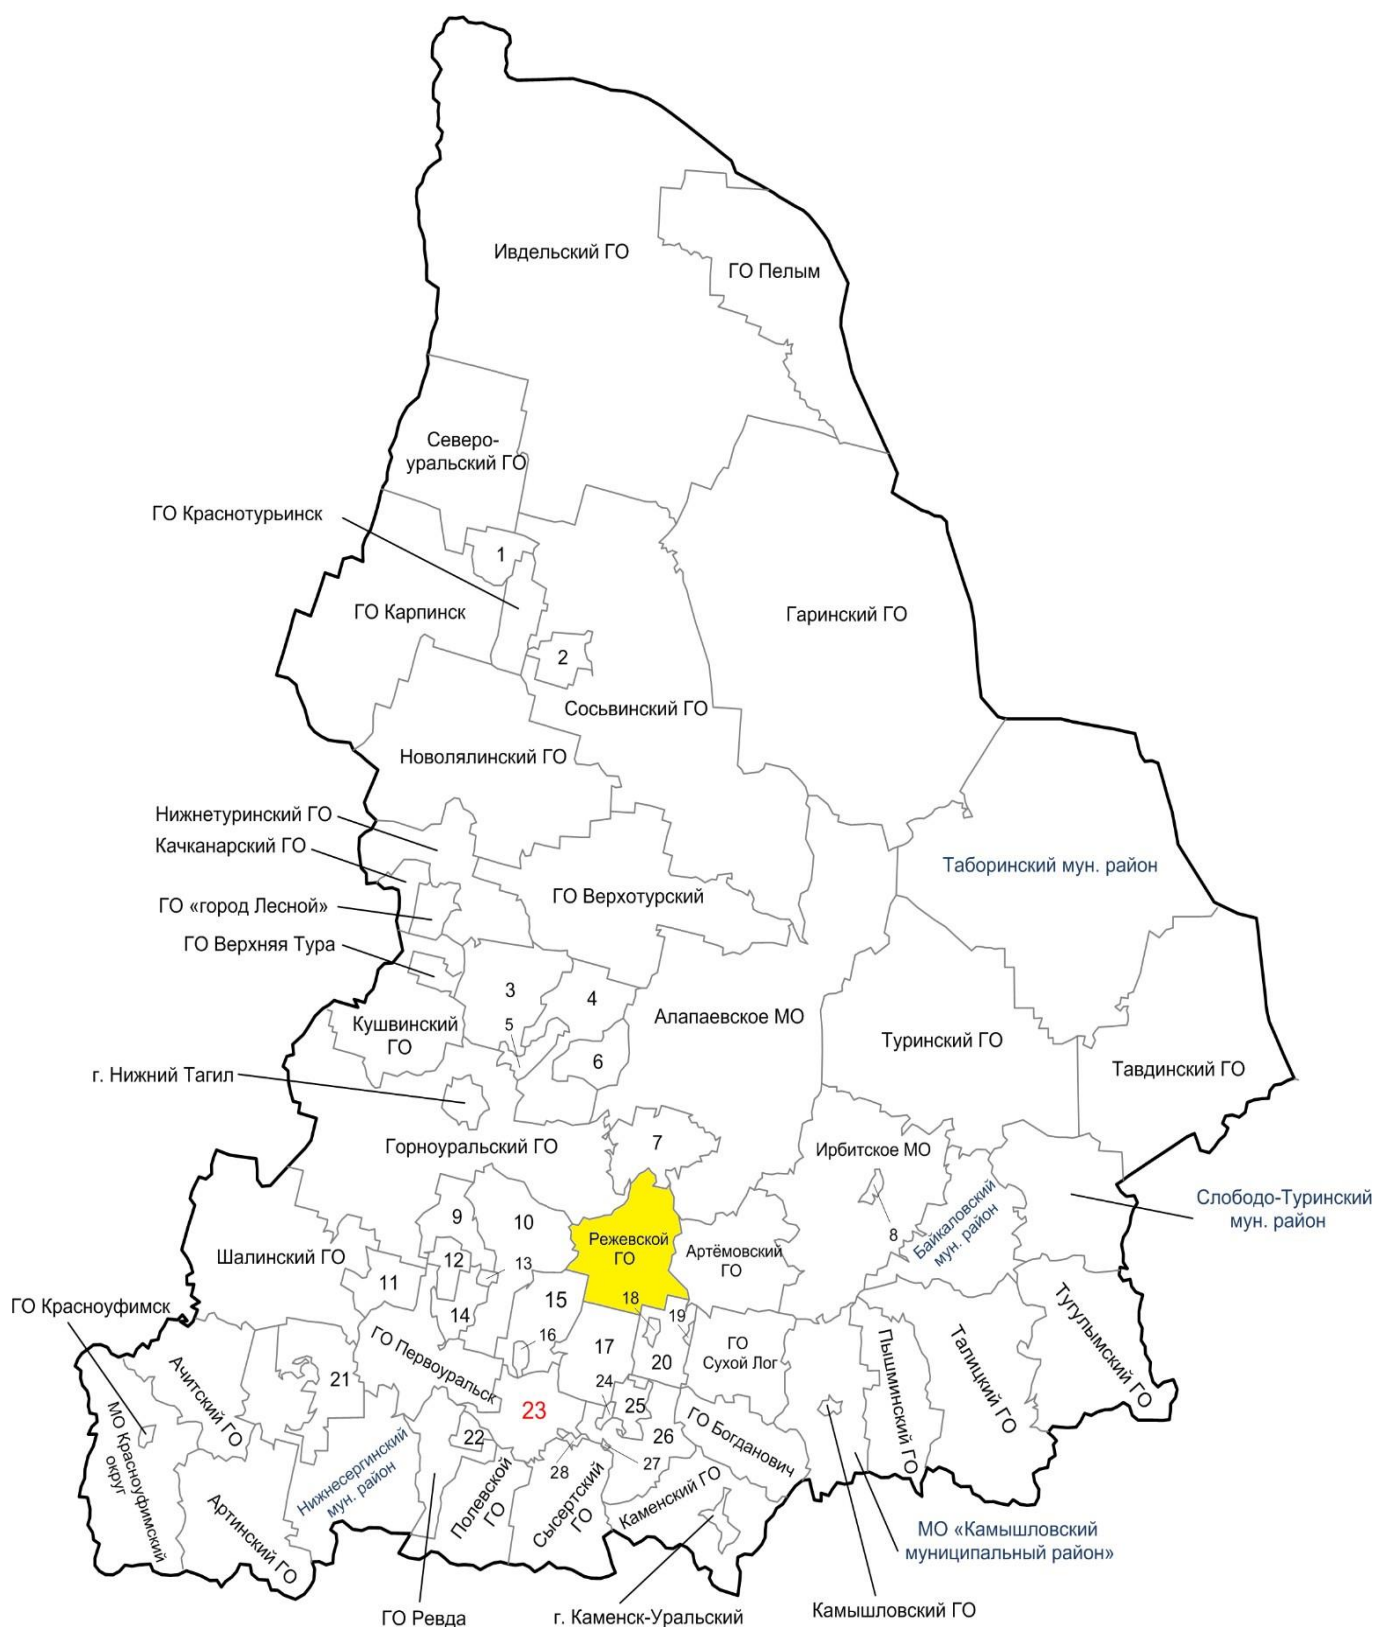 Ивдельский ГО
ГО Пелым
Северо-
уральский ГО
ГО Краснотурьинск
1
ГО Карпинск
Гаринский ГО
2
Сосьвинский ГО
Новолялинский ГО
Нижнетуринский ГО
Качканарский ГО
Таборинский мун. район
ГО Верхотурский
ГО «город Лесной»
ГО Верхняя Тура
3
4
Алапаевское МО
5
Кушвинский
ГО
Туринский ГО
6
Тавдинский ГО
г. Нижний Тагил
7
Горноуральский ГО
Ирбитское МО
Слободо-Туринский
мун. район
Байкаловский
мун. район
8
9
10
Режевской
ГО
Артёмовский
ГО
Шалинский ГО
12
13
11
ГО Красноуфимск
14
15
18
19
Тугулымский ГО
16
17
20
ГО
Сухой Лог
Пышминский ГО
Талицкий ГО
ГО Первоуральск
Ачитский ГО
21
24
25
23
22
26
ГО Богданович
МО Красноуфимский
округ
Нижнесергинский
мун. район
28
27
Каменский ГО
Полевской
ГО
Сысертский
ГО
Артинский ГО
МО «Камышловский
муниципальный район»
ГО Ревда
г. Каменск-Уральский
Камышловский ГО